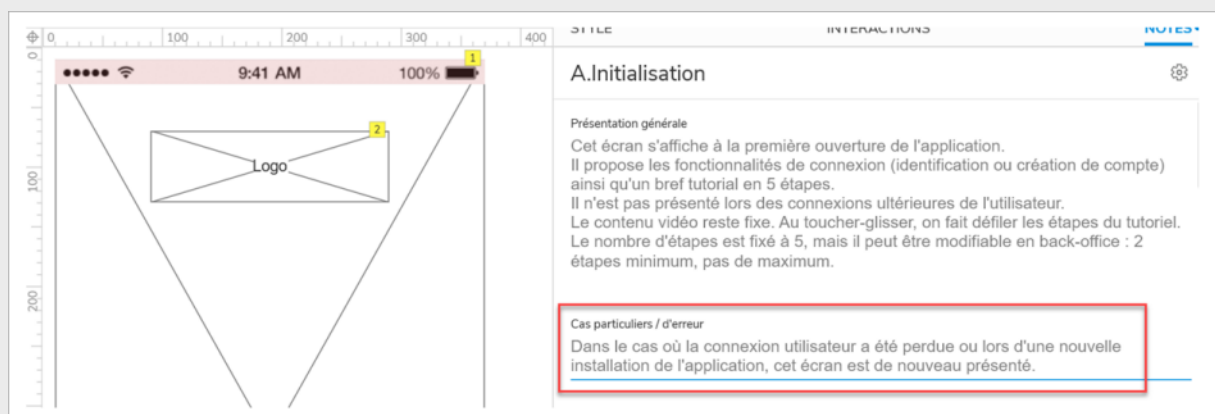 STYLE INTERACTIONS NOTES
0 100 200 300 400
0
1
9:41 AM 100%
2
Logo
100
200
A.Initialisation
Présentation générale
Cet écran s'affiche à la première ouverture de l'application.
Il propose les fonctionnalités de connexion (identification ou création de compte)
ainsi qu'un bref tutorial en 5 étapes.
Il n'est pas présenté lors des connexions ultérieures de l'utilisateur.
Le contenu vidéo reste fixe. Au toucher-glisser, on fait défiler les étapes du tutoriel.
Le nombre d'étapes est fixé à 5, mais il peut être modifiable en back-office : 2
étapes minimum, pas de maximum.
Cas particuliers / d'erreur
Dans le cas où la connexion utilisateur a été perdue ou lors d'une nouvelle
installation de l'application, cet écran est de nouveau présenté.